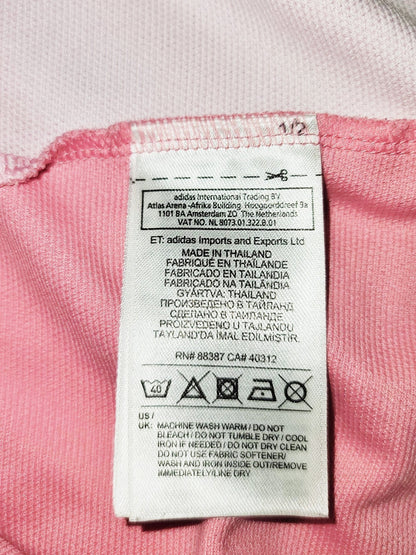 1/2
adidas International Trading BV.
Atlas Arena -Afrika Building, Hoogoorddreef 9a
1101 BA Amsterdam ZO, The Netherlands
VAT NO. NL 8073.01.322.B.01
ET: adidas Imports and Exports Ltd
MADE IN THAILAND
FABRIQUÉ EN THAÏLANDE
FABRICADO EN TAILANDIA
FABRICADO NA TAILÂNDIA
GYÁRTVA: THAILAND
ПРОИЗВЕДЕНО В ТАЙЛАНД
СДЕЛАНО В ТАИЛАНДЕ
PROIZVEDENO U TAJLANDU
TAYLAND'DA İMAL EDİLMİŞTİR.
RN# 88387 CA# 40312
40
US /
UK: MACHINE WASH WARM / DO NOT
BLEACH / DO NOT TUMBLE DRY / COOL
IRON IF NEEDED / DO NOT DRY CLEAN
DO NOT USE FABRIC SOFTENER/
WASH AND IRON INSIDE OUT/REMOVE
IMMEDIATELY/LINE DRY